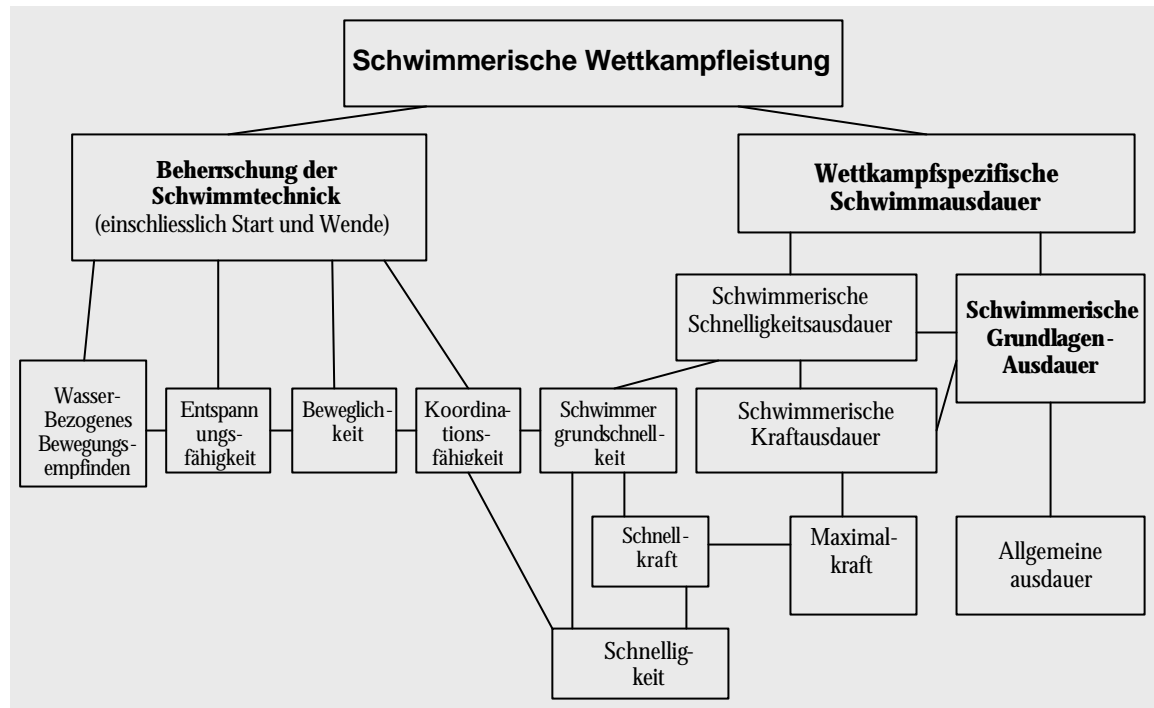 Schwimmerische Wettkampfleistung
Beherrschung der
Schwimmtechnick
(einschliesslich Start und Wende)
Wettkampfspezifische
Schwimmausdauer
Schwimmerische
Schnelligkeitsausdauer
Schwimmerische
Grundlagen-
Ausdauer
Wasser-
Bezogenes
Bewegungs-
empfinden
Entspann
ungs-
fähigkeit
Beweglich-
keit
Koordina-
tions-
fähigkeit
Schwimmer
grundschnell-
keit
Schwimmerische
Kraftausdauer
Schnell-
kraft
Maximal-
kraft
Allgemeine
ausdauer
Schnellig-
keit